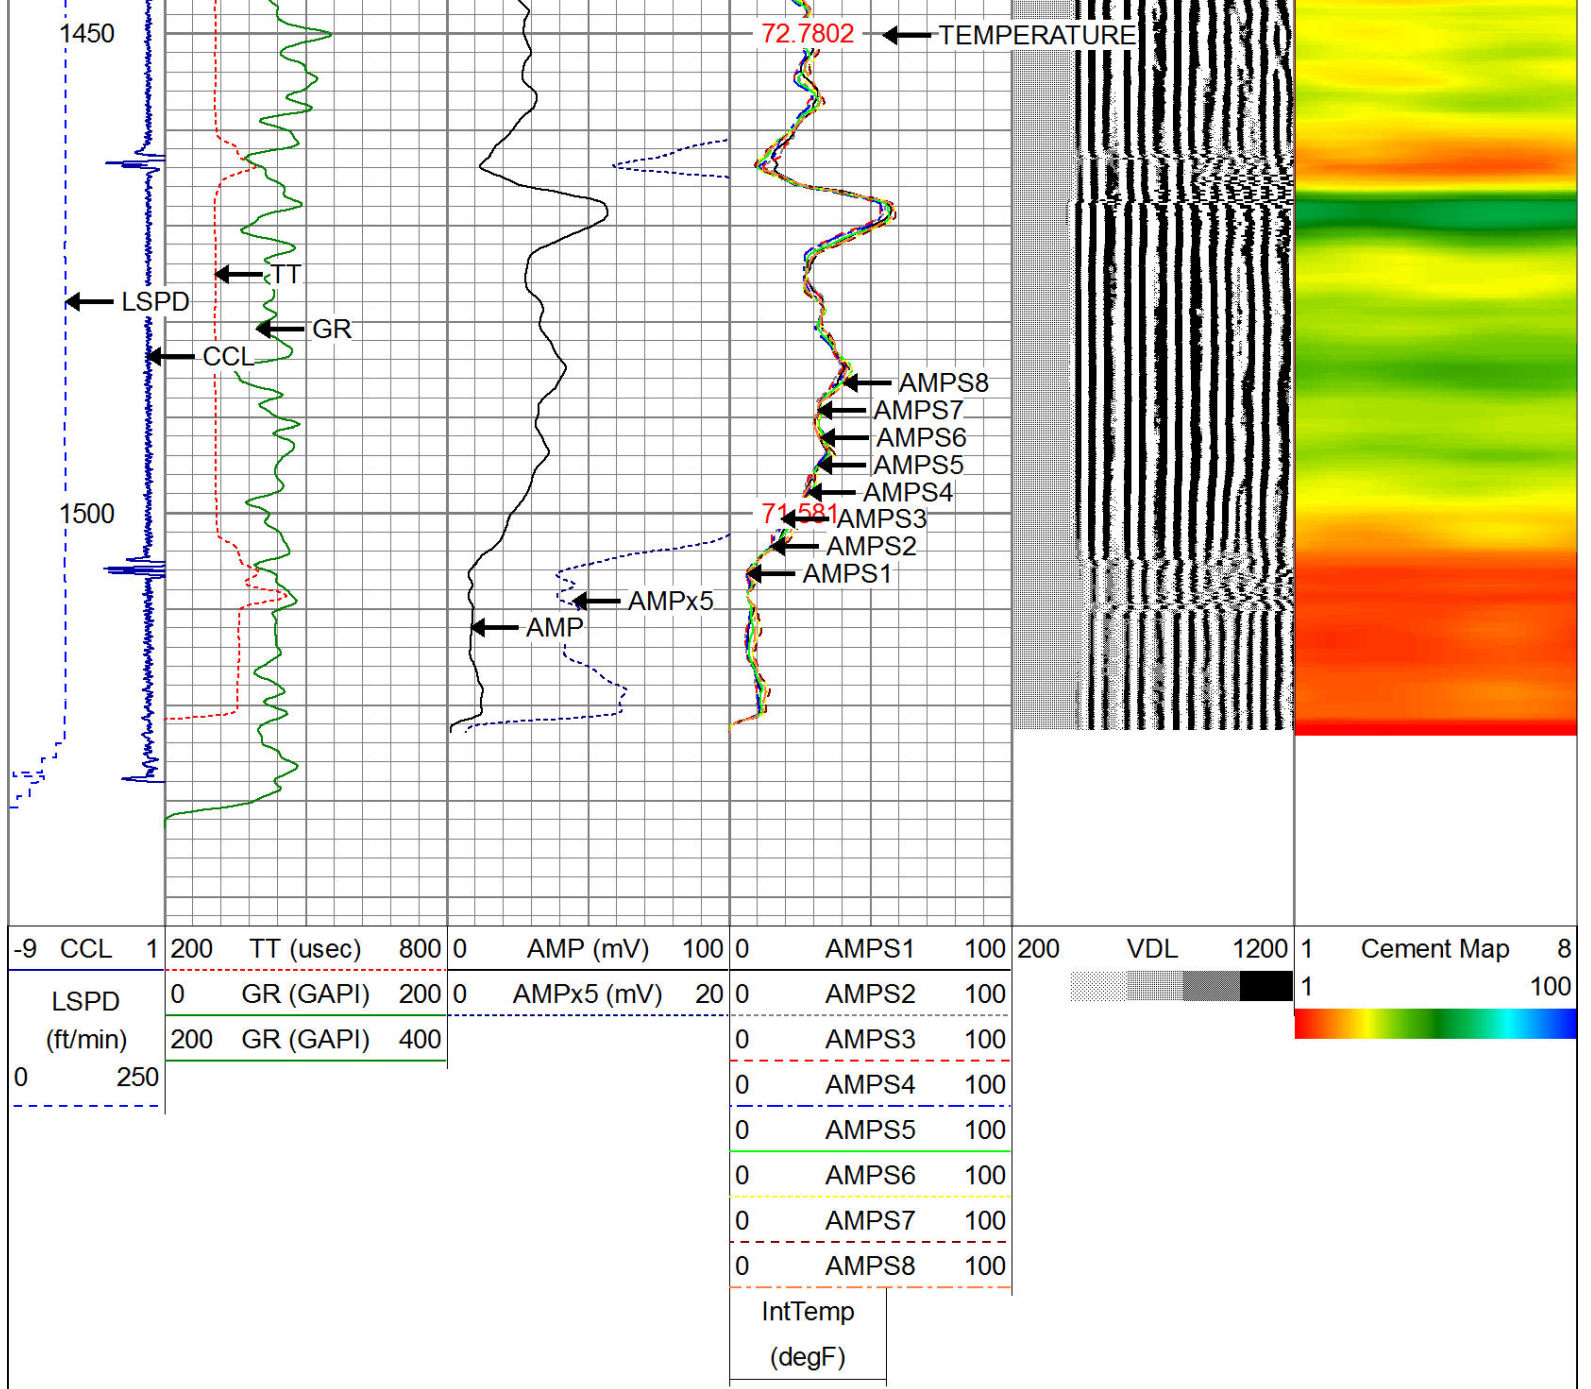 1450
72.7802
TEMPERATURE
TT
LSPD
GR
CCL
AMPS8
AMPS7
AMPS6
AMPS5
AMPS4
1500
71.581
AMPS3
AMPS2
AMPS1
AMPx5
AMP
-9 CCL 1
200 TT (usec) 800
0 AMP (mV) 100
0 AMPS1 100
200 VDL 1200
1 Cement Map 8
LSPD
(ft/min)
0 250
0 GR (GAPI) 200
0 AMPx5 (mV) 20
0 AMPS2 100
1 100
200 GR (GAPI) 400
0 AMPS3 100
0 AMPS4 100
0 AMPS5 100
0 AMPS6 100
0 AMPS7 100
0 AMPS8 100
IntTemp
(degF)